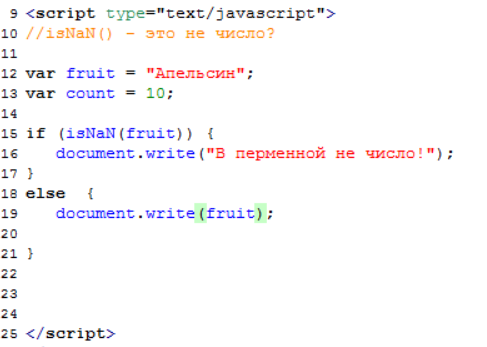 9 <script type="text/javascript">
10 //isNaN() - это не число?
11
12 var fruit = "Апельсин";
13 var count = 10;
14
15 if (isNaN(fruit)) {
16    document.write("В перменной не число!");
17 }
18 else  {
19    document.write(fruit);
20
21 }
22
23
24
25 </script>